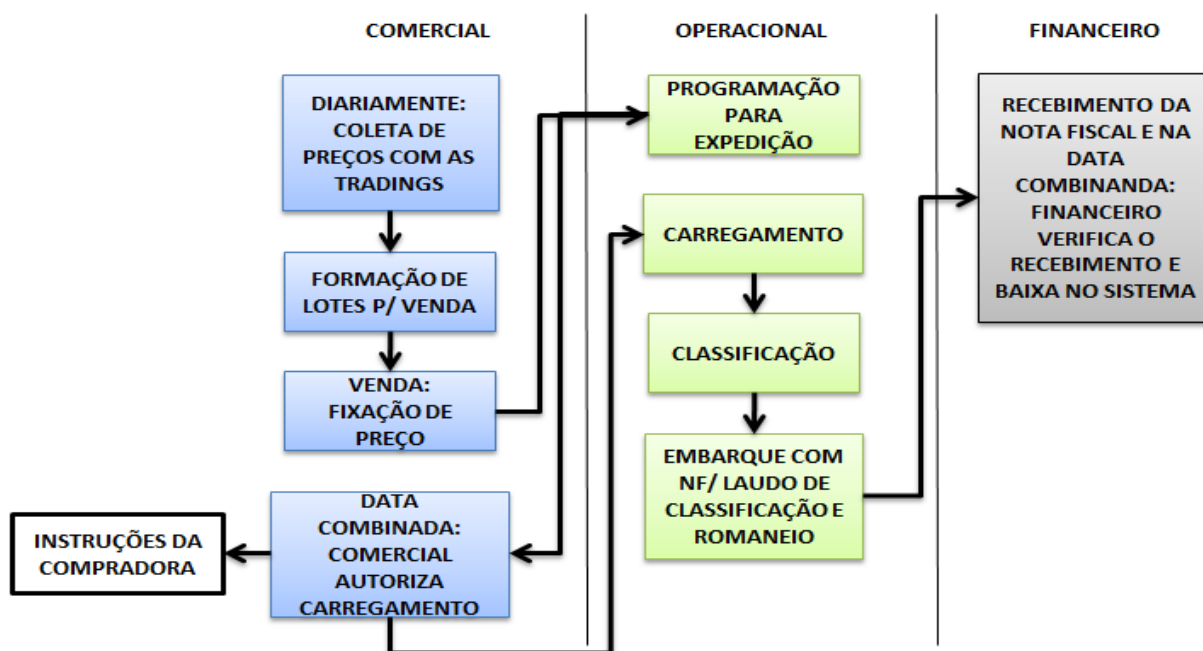 COMERCIAL
OPERACIONAL
FINANCEIRO
DIARIAMENTE:
COLETA DE
PREÇOS COM AS
TRADINGS
FORMAÇÃO DE
LOTES P/ VENDA
VENDA:
FIXAÇÃO DE
PREÇO
DATA
COMBINADA:
COMERCIAL
AUTORIZA
CARREGAMENTO
INSTRUÇÕES DA
COMPRADORA
PROGRAMAÇÃO
PARA
EXPEDIÇÃO
CARREGAMENTO
CLASSIFICAÇÃO
EMBARQUE COM
NF/ LAUDO DE
CLASSIFICAÇÃO E
ROMANEIO
RECEBIMENTO DA
NOTA FISCAL E NA
DATA
COMBINANDA:
FINANCEIRO
VERIFICA O
RECEBIMENTO E
BAIXA NO SISTEMA